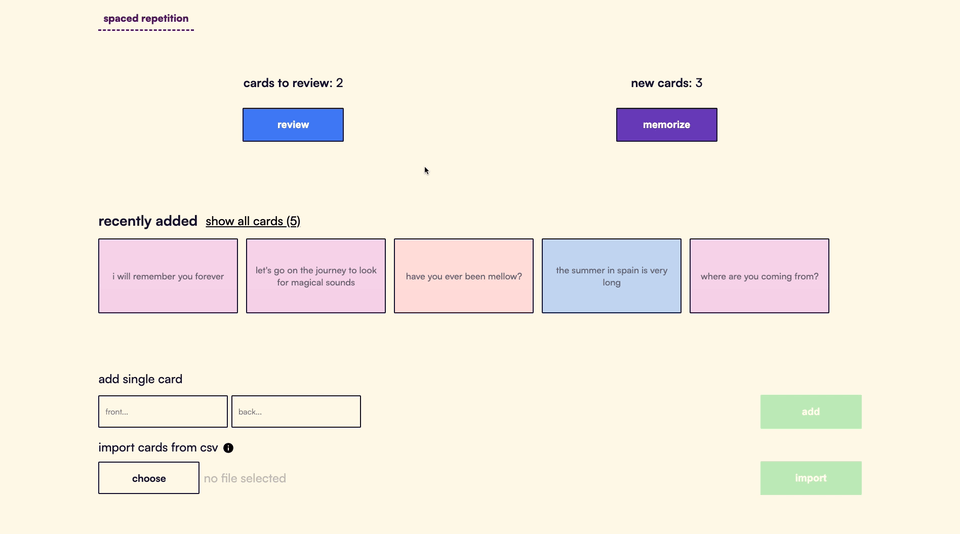 spaced repetition
cards to review: 2
new cards: 3
review
memorize
recently added show all cards (5)
i will remember you forever
let's go on the journey to look
for magical sounds
have you ever been mellow?
the summer in spain is very
long
where are you coming from?
add single card
front...
back...
add
import cards from csv
choose
no file selected
import